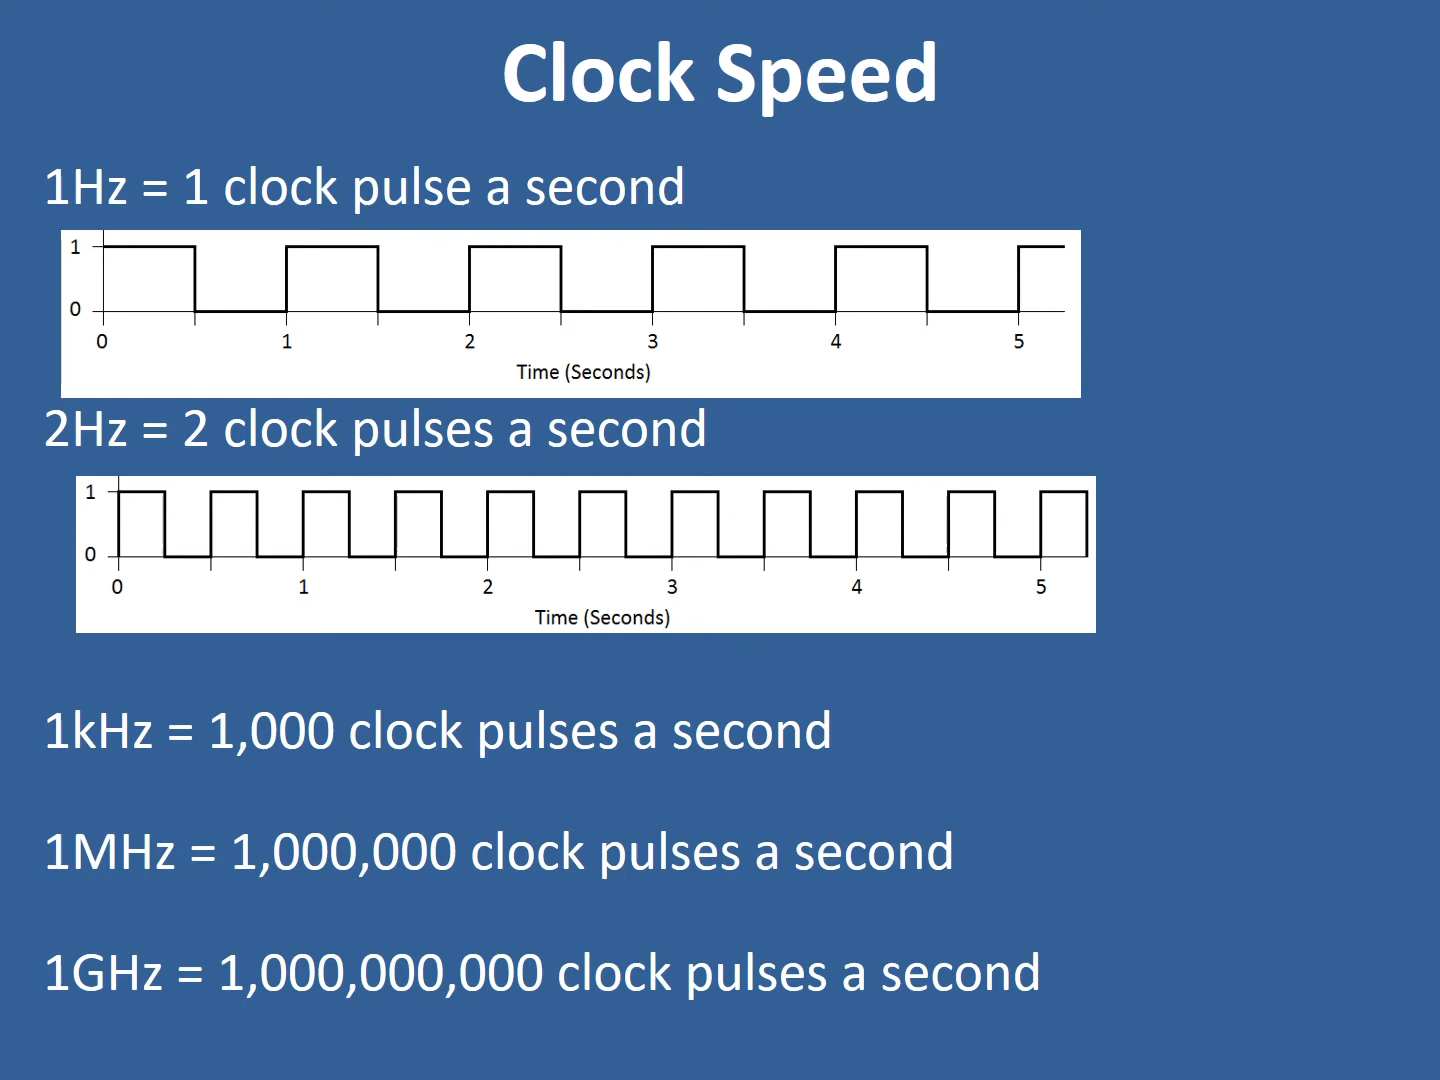 Clock Speed
1Hz = 1 clock pulse a second
1
0
0 1 2 3 4 5
Time (Seconds)
2Hz = 2 clock pulses a second
1
0
0 1 2 3 4 5
Time (Seconds)
1kHz = 1,000 clock pulses a second
1MHz = 1,000,000 clock pulses a second
1GHz = 1,000,000,000 clock pulses a second